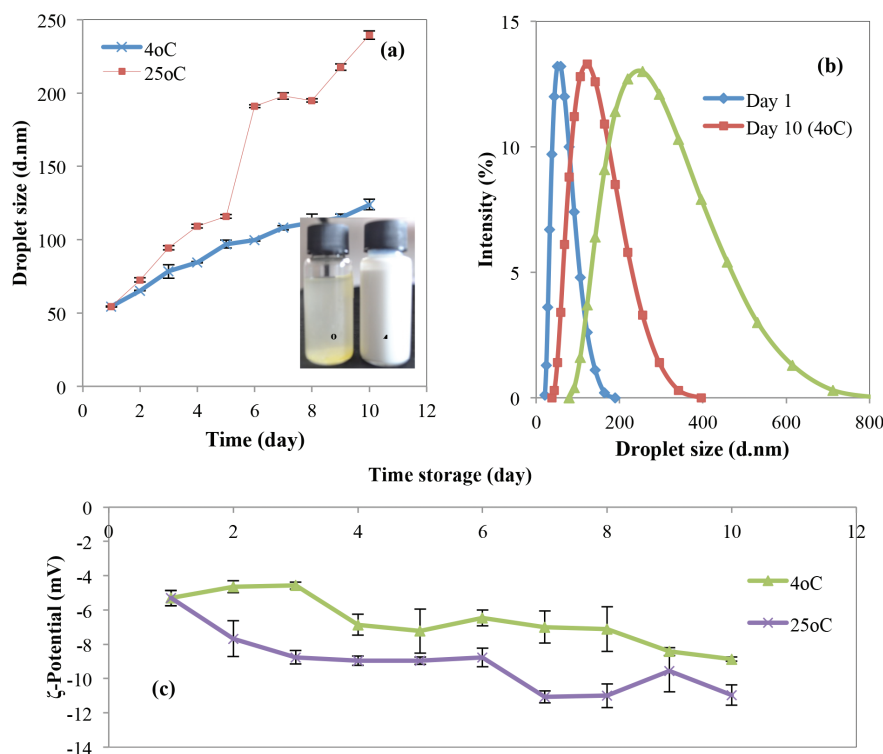 250
200
150
100
50
0
Droplet size (d.nm)
4oC
25oC
(a)
0 2 4 6 8 10 12
Time (day)
15
10
5
0
Intensity (%)
(b)
Day 1
Day 10 (4oC)
0 200 400 600 800
Droplet size (d.nm)
Time storage (day)
0
-2
-4
-6
-8
-10
-12
-14
ζ-Potential (mV)
0 2 4 6 8 10 12
4oC
25oC
(c)